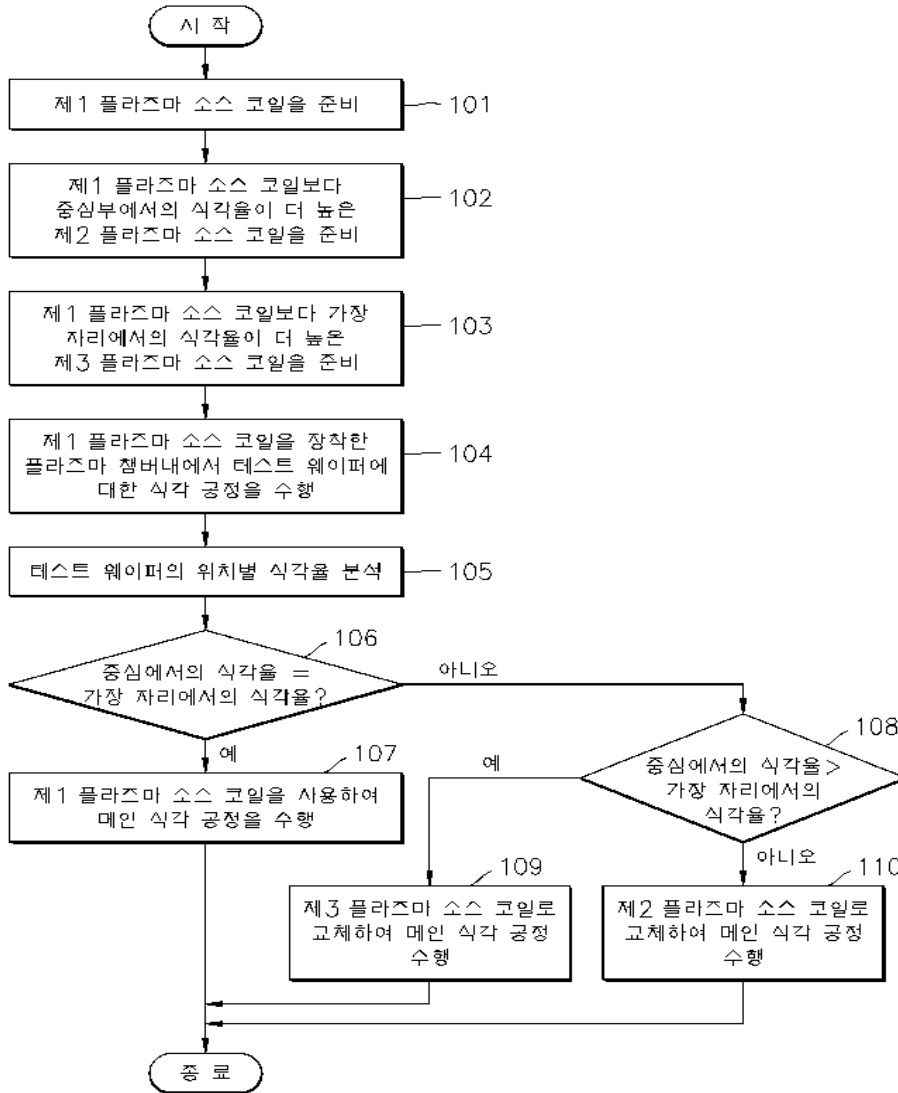 시 작
제1 플라즈마 소스 코일을 준비
101
제1 플라즈마 소스 코일보다
중심부에서의 식각율이 더 높은
제2 플라즈마 소스 코일을 준비
102
제1 플라즈마 소스 코일보다 가장
자리에서의 식각율이 더 높은
제3 플라즈마 소스 코일을 준비
103
제1 플라즈마 소스 코일을 장착한
플라즈마 챔버내에서 테스트 웨이퍼에
대한 식각 공정을 수행
104
테스트 웨이퍼의 위치별 식각율 분석
105
106
중심에서의 식각율 =
가장 자리에서의 식각율?
아니오
예
107
제1 플라즈마 소스 코일을 사용하여
메인 식각 공정을 수행
108
중심에서의 식각율>
가장 자리에서의
식각율?
예
아니오
109
제3 플라즈마 소스 코일로
교체하여 메인 식각 공정
수행
110
제2 플라즈마 소스 코일로
교체하여 메인 식각 공정
수행
종 료